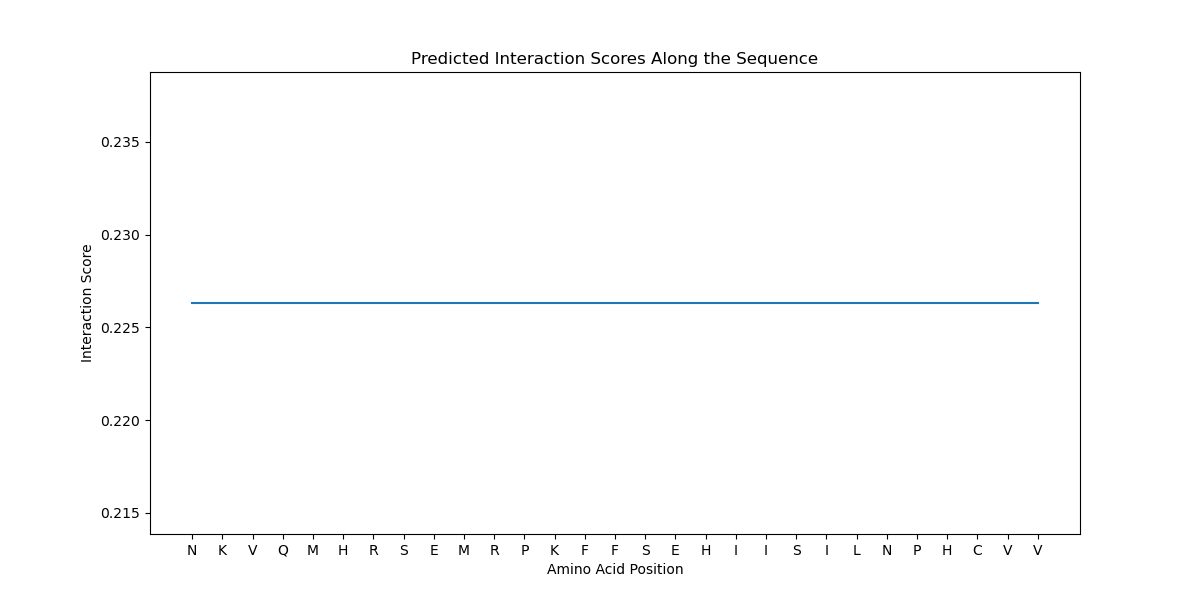 Predicted Interaction Scores Along the Sequence
0.235
0.230
0.225
0.220
0.215
Interaction Score
N K V Q M H R S E M R P K F F S E H I I S I L N P H C V V
Amino Acid Position